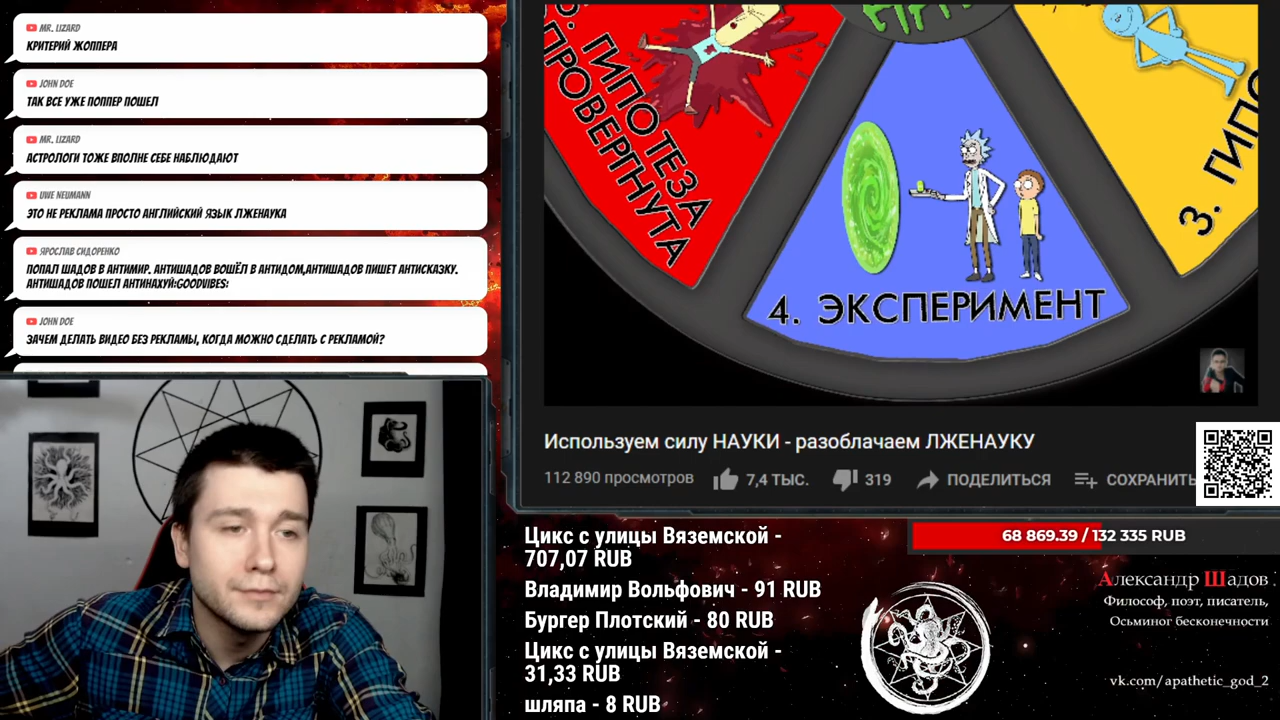 MR. LIZARD
КРИТЕРИЙ ЖОППЕРА
JOHN DOE
ТАК ВСЕ УЖЕ ПОППЕР ПОШЕЛ
MR. LIZARD
АСТРОЛОГИ ТОЖЕ ВПОЛНЕ СЕБЕ НАБЛЮДАЮТ
UWE NEUMANN
ЭТО НЕ РЕКЛАМА ПРОСТО АНГЛИЙСКИЙ ЯЗЫК ЛЖЕНАУКА
ЯРОСЛАВ СИДОРЕНКО
ПОПАЛ ШАДОВ В АНТИМИР. АНТИШАДОВ ВОШЁЛ В АНТИДОМ,АНТИШАДОВ ПИШЕТ АНТИСКАЗКУ.
АНТИШАДОВ ПОШЕЛ АНТИНАХУЙ:GOODVIBES:
JOHN DOE
ЗАЧЕМ ДЕЛАТЬ ВИДЕО БЕЗ РЕКЛАМЫ, КОГДА МОЖНО СДЕЛАТЬ С РЕКЛАМОЙ?
ГИПОТЕЗА
ПРОВЕРГНУТА
4. ЭКСПЕРИМЕНТ
3. ГИПО
Используем силу НАУКИ - разоблачаем ЛЖЕНАУКУ
112 890 просмотров
7,4 ТЫС.
319
ПОДЕЛИТЬСЯ
СОХРАНИТЬ
Цикс с улицы Вяземской -
707,07 RUB
Владимир Вольфович - 91 RUB
Бургер Плотский - 80 RUB
Цикс с улицы Вяземской -
31,33 RUB
шляпа - 8 RUB
68 869.39 / 132 335 RUB
Александр Шадов
Философ, поэт, писатель,
Осьминог бесконечности
vk.com/apathetic_god_2